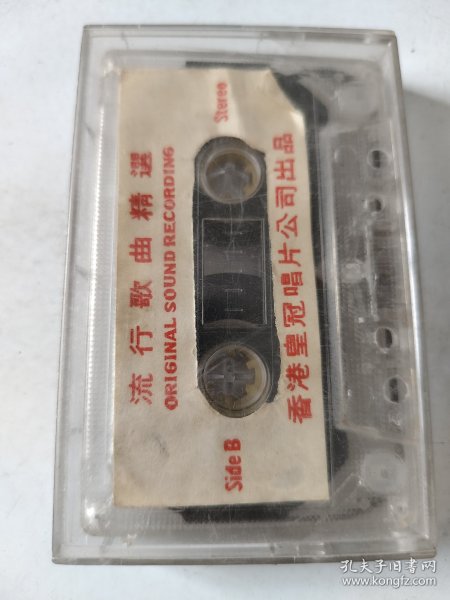 流行歌曲精選
ORIGINAL SOUND RECORDING
Side B
Stereo
香港皇冠唱片公司出品
孔夫子旧书网
www.kongfz.com